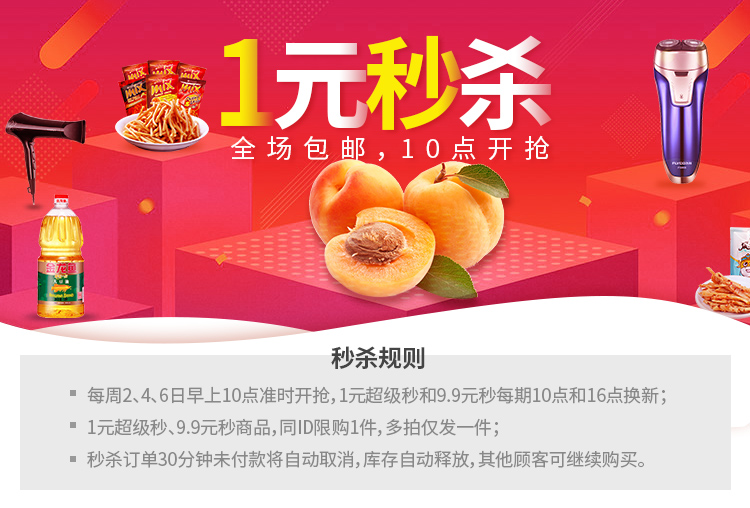 1元秒杀
全场包邮,10点开抢
金龙鱼
秒杀规则
每周2、4、6日早上10点准时开抢,1元超级秒和9.9元秒每期10点和16点换新;
1元超级秒、9.9元秒商品,同ID限购1件,多拍仅发一件;
秒杀订单30分钟未付款将自动取消,库存自动释放,其他顾客可继续购买。